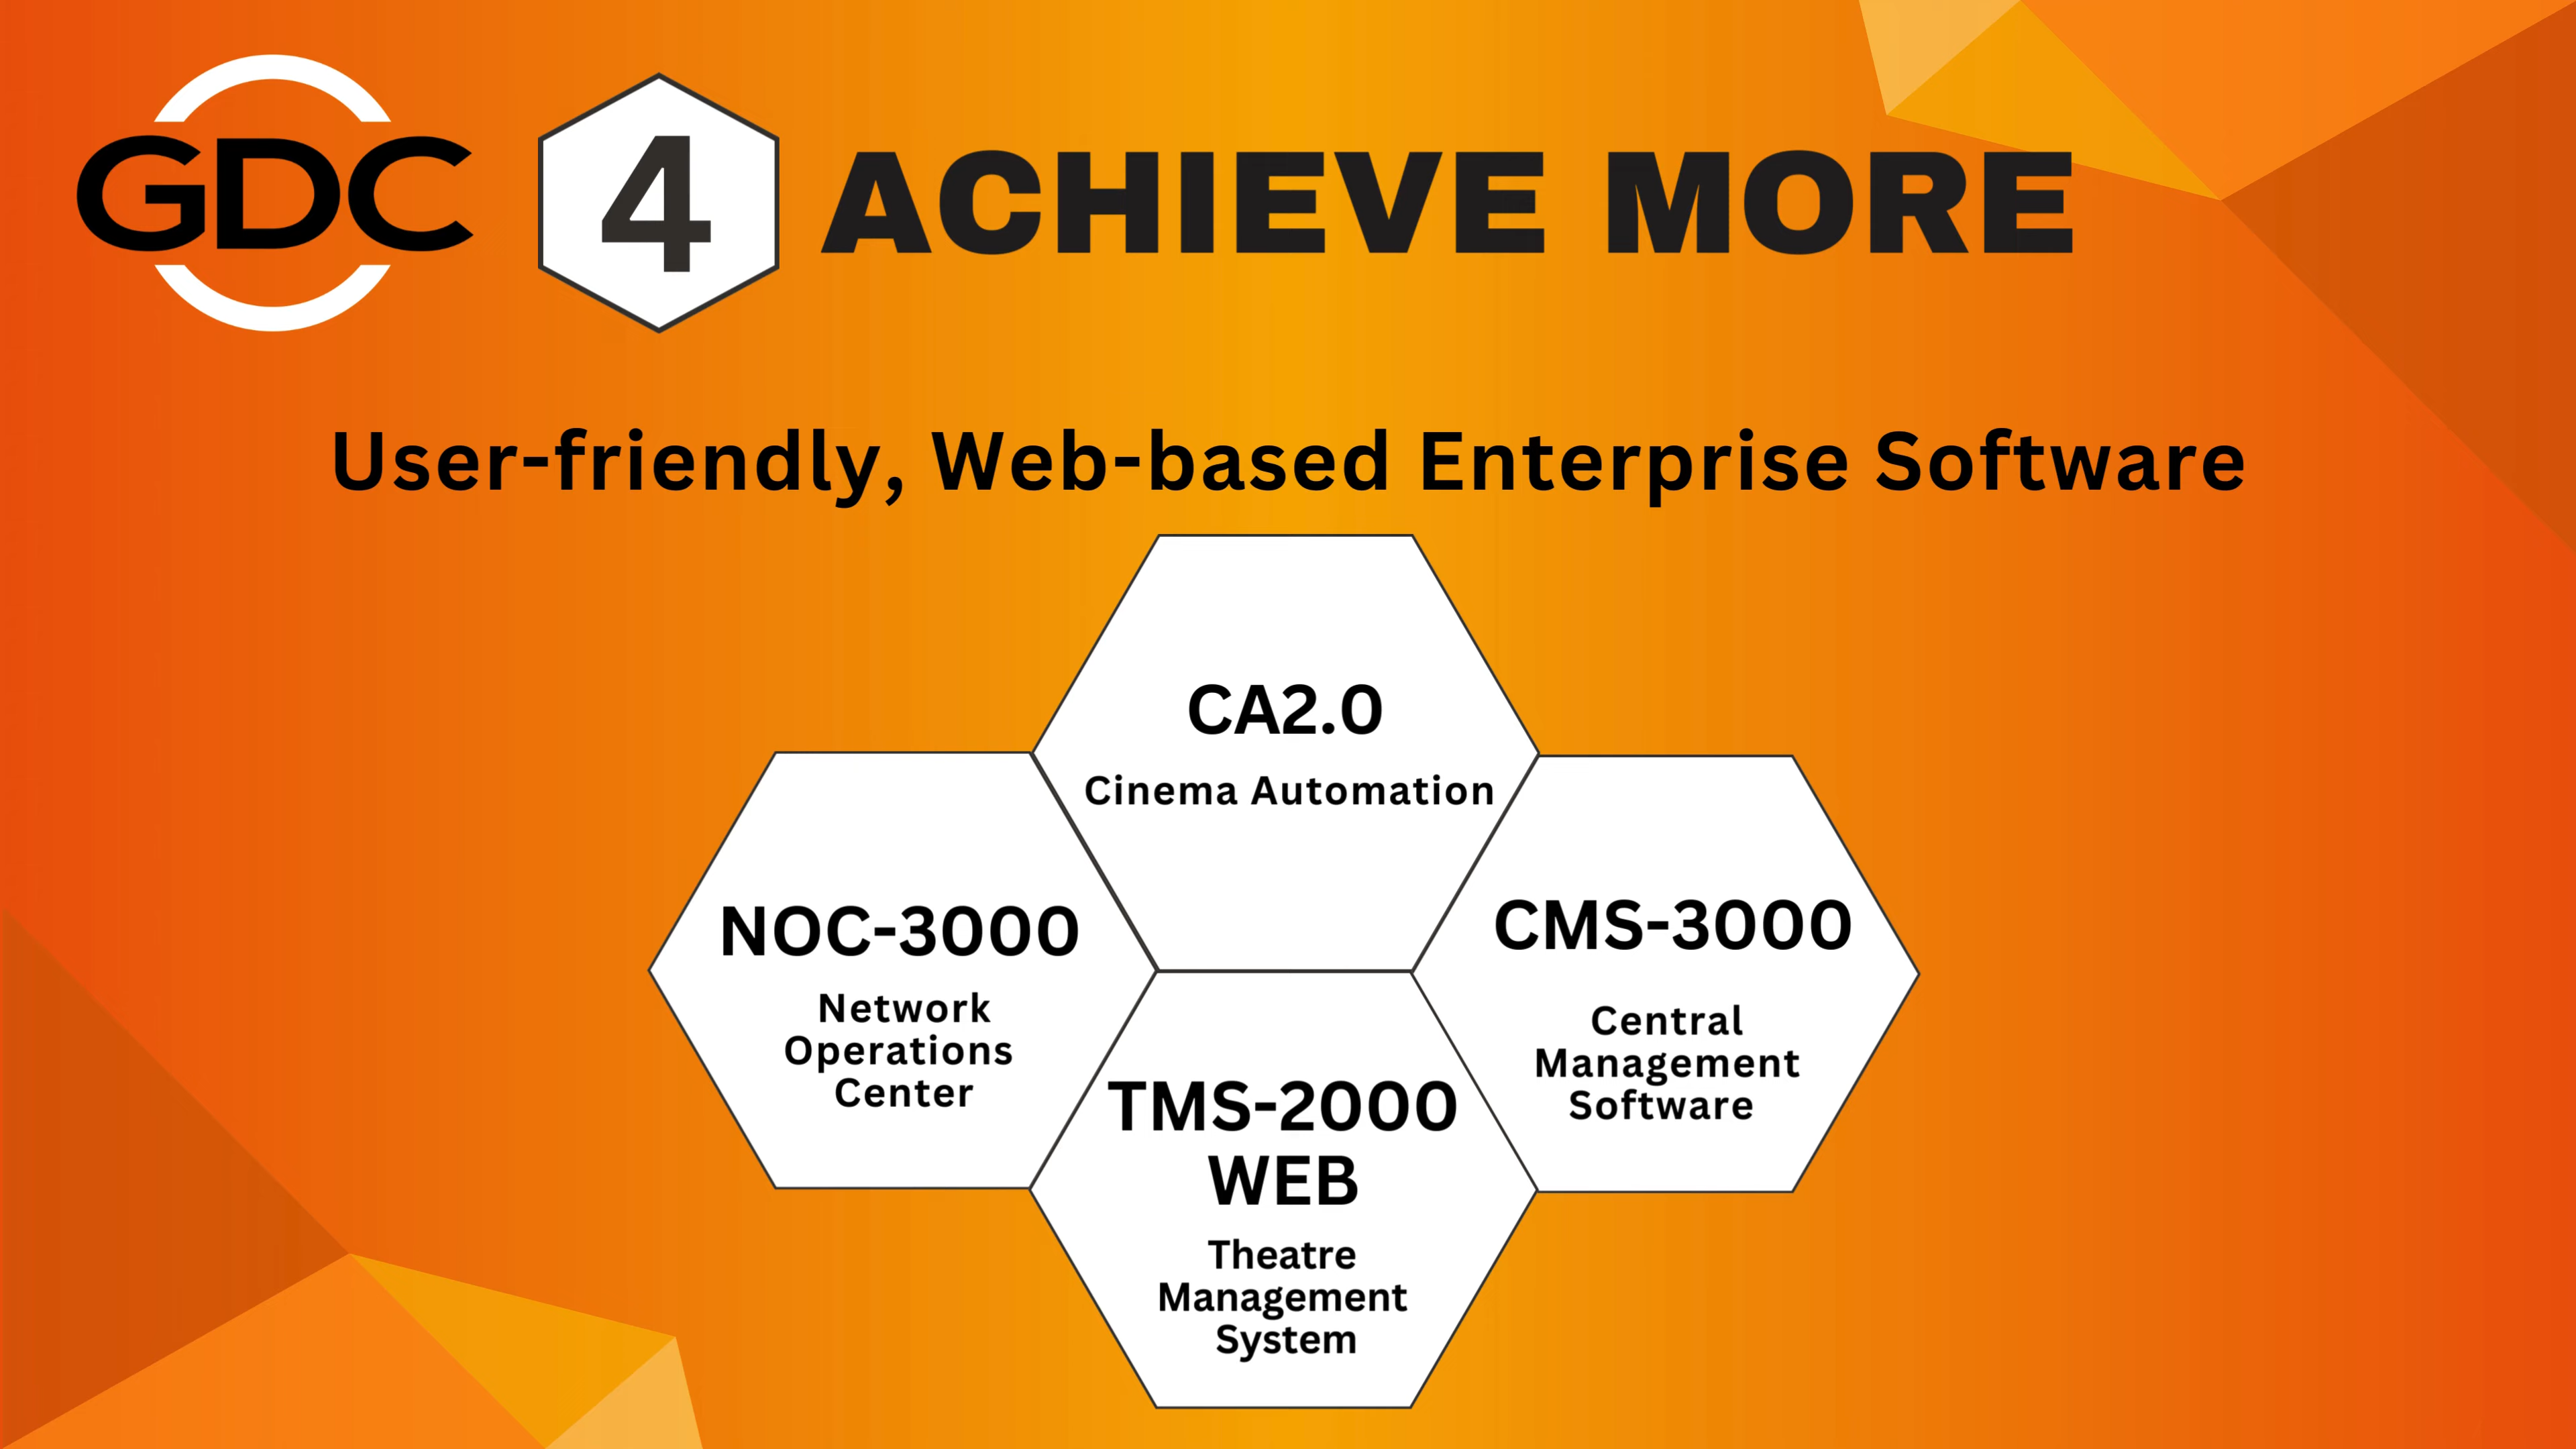 GDC 4 ACHIEVE MORE
User-friendly, Web-based Enterprise Software
CA2.0
Cinema Automation
NOC-3000
Network
Operations
Center
CMS-3000
Central
Management
Software
TMS-2000
WEB
Theatre
Management
System